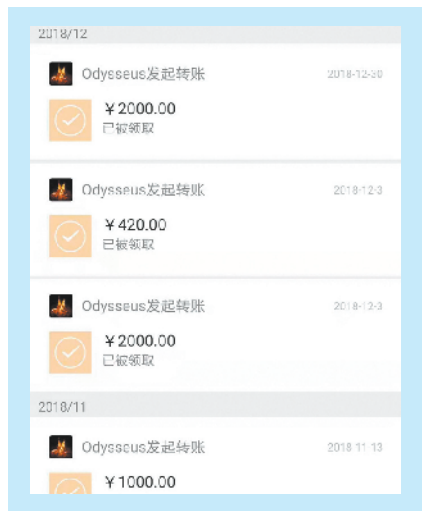 2018/12
Odysseus发起转账
2018-12-30
￥2000.00
已被领取
Odysseus发起转账
2018-12-3
￥420.00
已被领取
Odysseus发起转账
2018-12-3
￥2000.00
已被领取
2018/11
Odysseus发起转账
2018-11-13
￥1000.00